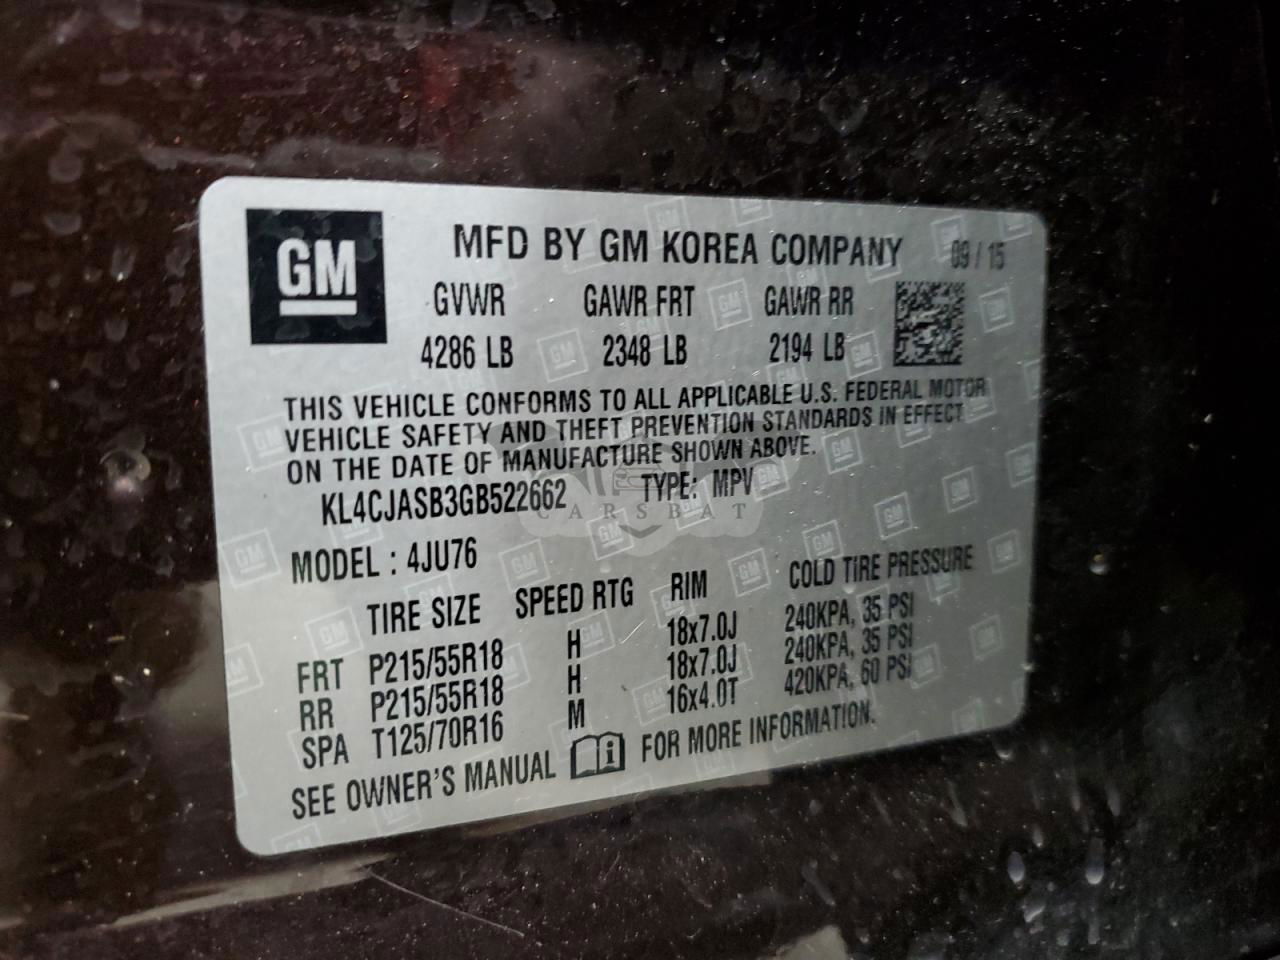 GM
MFD BY GM KOREA COMPANY 09/15
GVWR GAWR FRT GAWR RR
4286 LB 2348 LB 2194 LB
THIS VEHICLE CONFORMS TO ALL APPLICABLE U.S. FEDERAL MOTOR
VEHICLE SAFETY AND THEFT PREVENTION STANDARDS IN EFFECT
ON THE DATE OF MANUFACTURE SHOWN ABOVE.
KL4CJASB3GB522662 TYPE: MPV
CARSBAT
MODEL : 4JU76
TIRE SIZE SPEED RTG RIM COLD TIRE PRESSURE
FRT P215/55R18 H 18x7.0J 240KPA, 35 PSI
RR P215/55R18 H 18x7.0J 240KPA, 35 PSI
SPA T125/70R16 M 16x4.0T 420KPA, 60 PSI
SEE OWNER'S MANUAL i FOR MORE INFORMATION.